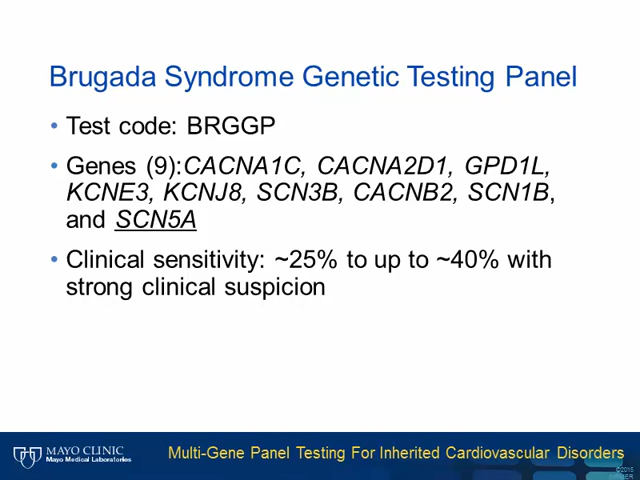 Brugada Syndrome Genetic Testing Panel
• Test code: BRGGP
• Genes (9):CACNA1C, CACNA2D1, GPD1L,
KCNE3, KCNJ8, SCN3B, CACNB2, SCN1B,
and SCN5A
• Clinical sensitivity: ~25% to up to ~40% with
strong clinical suspicion
MAYO CLINIC
Mayo Medical Laboratories
Multi-Gene Panel Testing For Inherited Cardiovascular Disorders